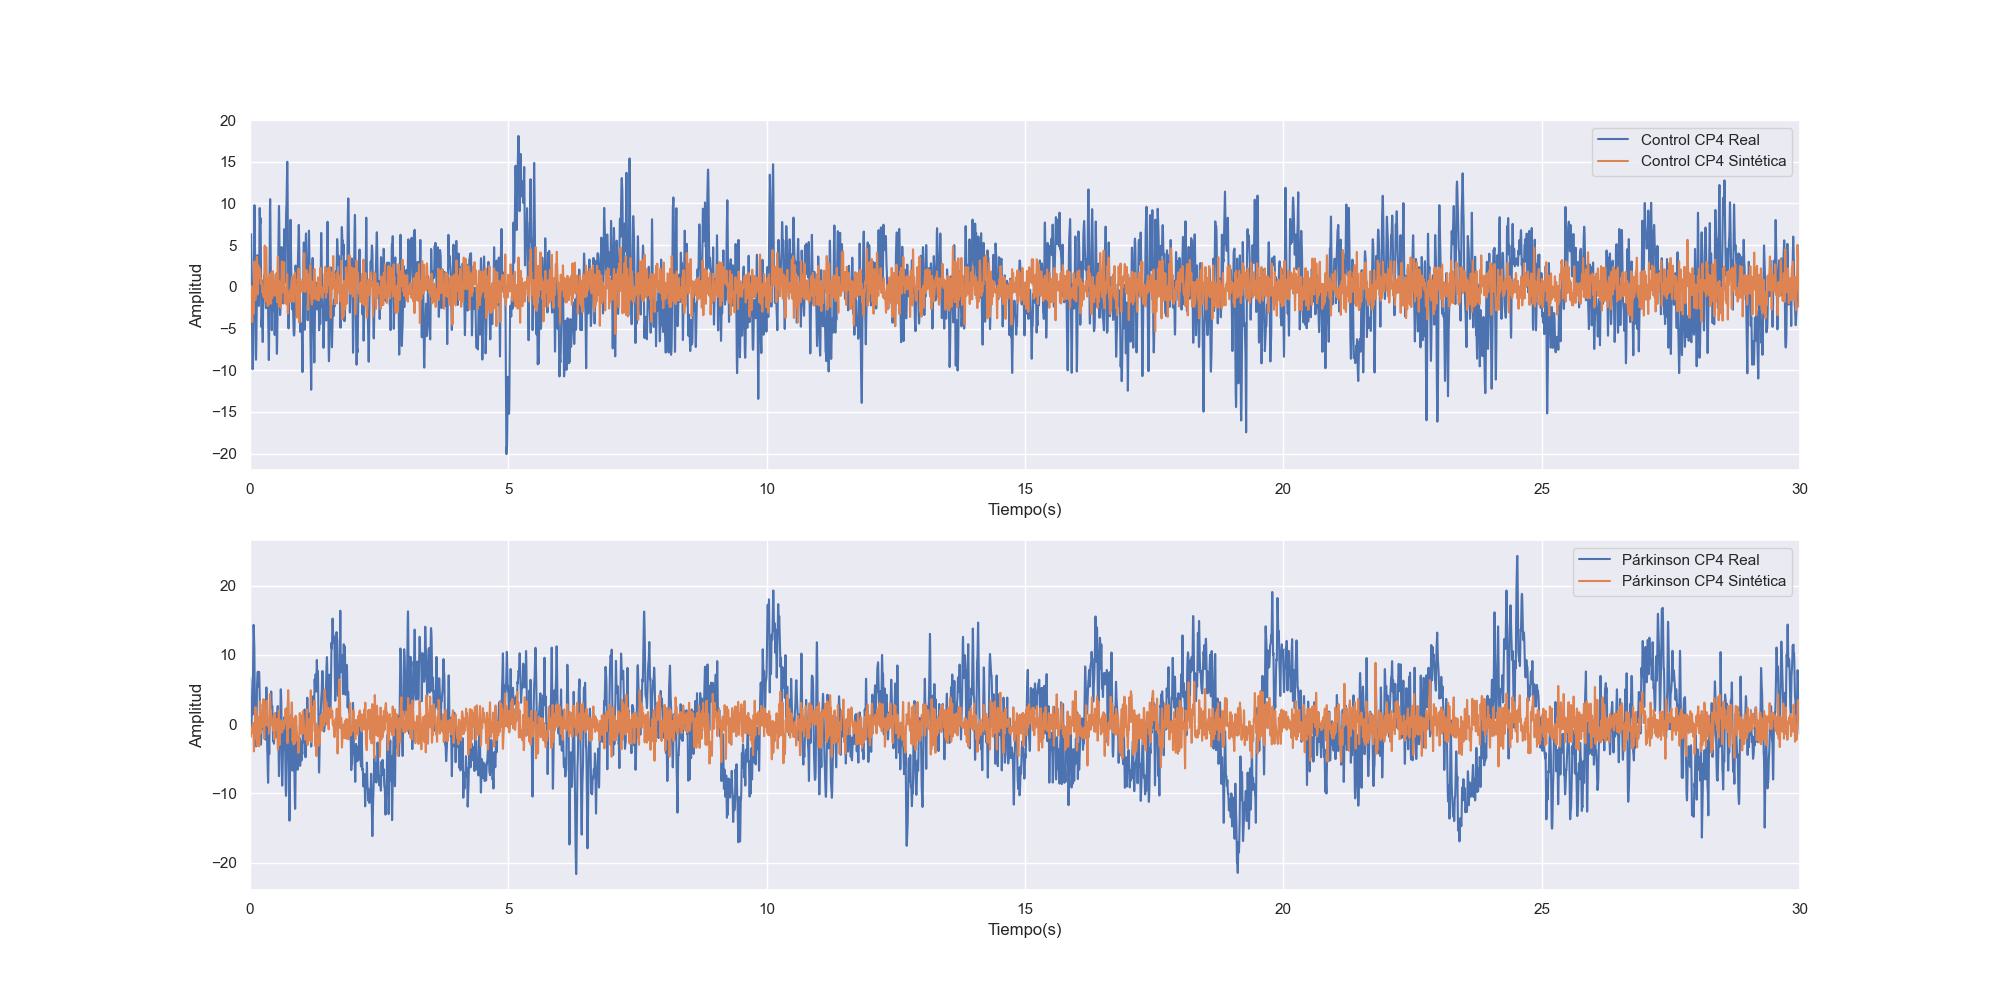 20
15
10
5
0
−5
−10
−15
−20
Amplitud
Control CP4 Real
Control CP4 Sintética
0 5 10 15 20 25 30
Tiempo(s)
20
10
0
−10
−20
Amplitud
Párkinson CP4 Real
Párkinson CP4 Sintética
0 5 10 15 20 25 30
Tiempo(s)